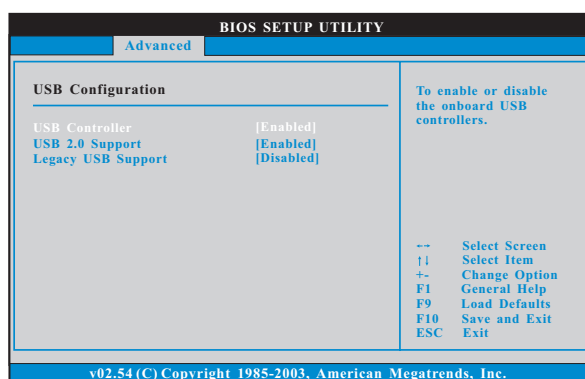 BIOS SETUP UTILITY
Advanced
USB Configuration
USB Controller [Enabled]
USB 2.0 Support [Enabled]
Legacy USB Support [Disabled]
To enable or disable
the onboard USB
controllers.
←→ Select Screen
↑↓ Select Item
+- Change Option
F1 General Help
F9 Load Defaults
F10 Save and Exit
ESC Exit
v02.54 (C) Copyright 1985-2003, American Megatrends, Inc.